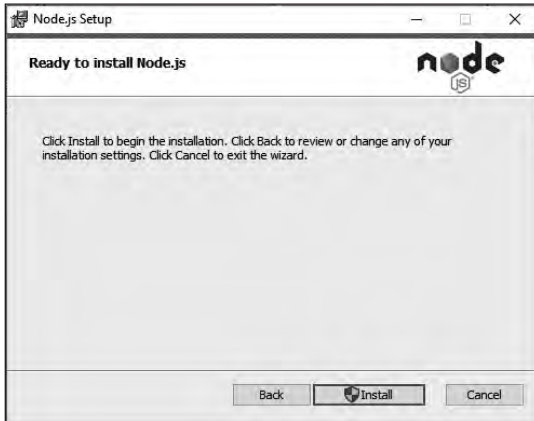 Node.js Setup
Ready to install Node.js
node
JS
Click Install to begin the installation. Click Back to review or change any of your
installation settings. Click Cancel to exit the wizard.
Back Install Cancel